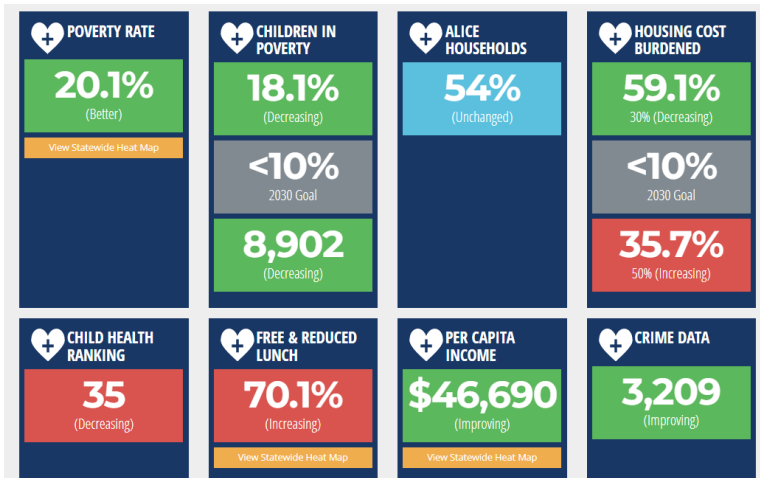 POVERTY RATE
20.1%
(Better)
View Statewide Heat Map
CHILDREN IN
POVERTY
18.1%
(Decreasing)
<10%
2030 Goal
8,902
(Decreasing)
ALICE
HOUSEHOLDS
54%
(Unchanged)
HOUSING COST
BURDENED
59.1%
30% (Decreasing)
<10%
2030 Goal
35.7%
50% (Increasing)
CHILD HEALTH
RANKING
35
(Decreasing)
FREE & REDUCED
LUNCH
70.1%
(Increasing)
View Statewide Heat Map
PER CAPITA
INCOME
$46,690
(Improving)
View Statewide Heat Map
CRIME DATA
3,209
(Improving)